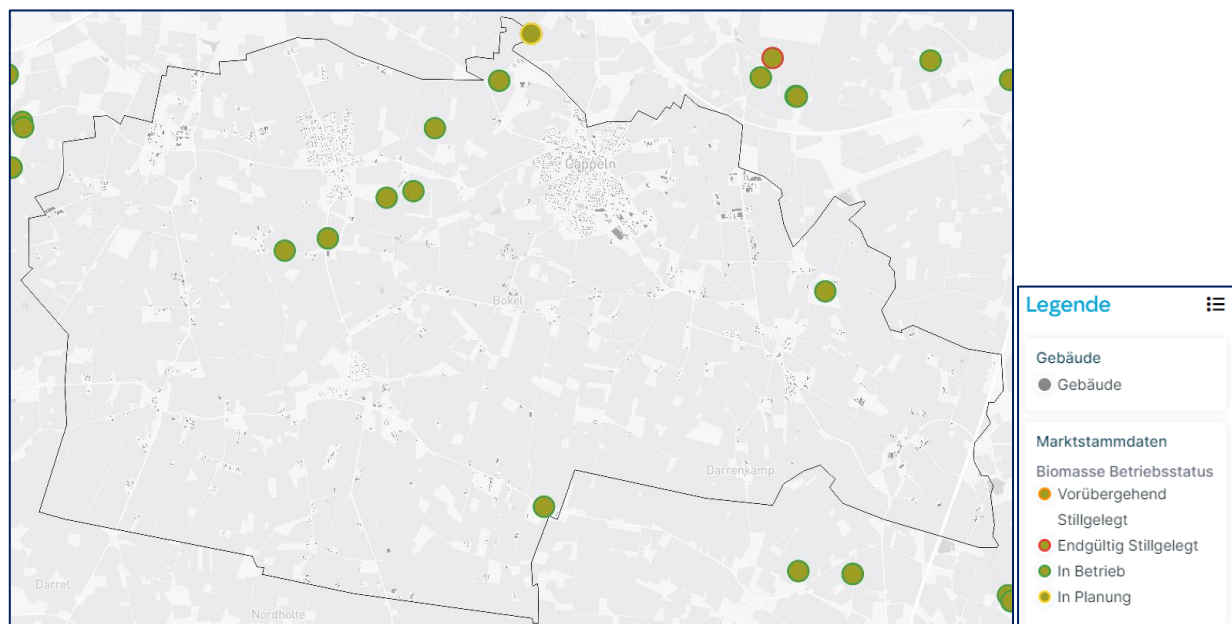 Cappeln
Bokel
Darrenkamp
Darrel
Nordholte
Legende
Gebäude
Gebäude
Marktstammdaten
Biomasse Betriebsstatus
Vorübergehend
Stillgelegt
Endgültig Stillgelegt
In Betrieb
In Planung